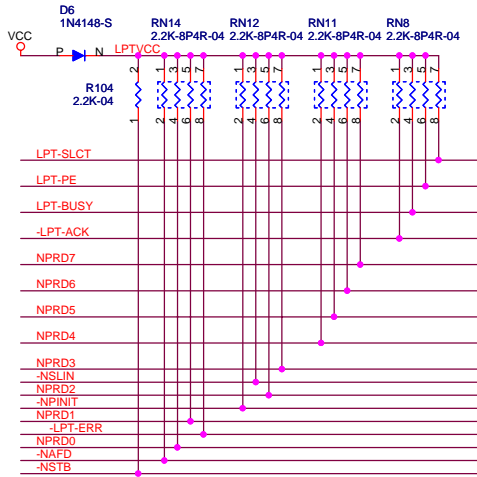 D6
1N4148-S
RN14
2.2K-8P4R-04
RN12
2.2K-8P4R-04
RN11
2.2K-8P4R-04
RN8
2.2K-8P4R-04
VCC
P
N
LPTVCC
2
1
3
5
7
1
3
5
7
1
3
5
7
1
3
5
7
R104
2.2K-04
1
2
4
6
8
2
4
6
8
2
4
6
8
2
4
6
8
LPT-SLCT
LPT-PE
LPT-BUSY
-LPT-ACK
NPRD7
NPRD6
NPRD5
NPRD4
NPRD3
-NSLIN
NPRD2
-NPINIT
NPRD1
-LPT-ERR
NPRD0
-NAFD
-NSTB